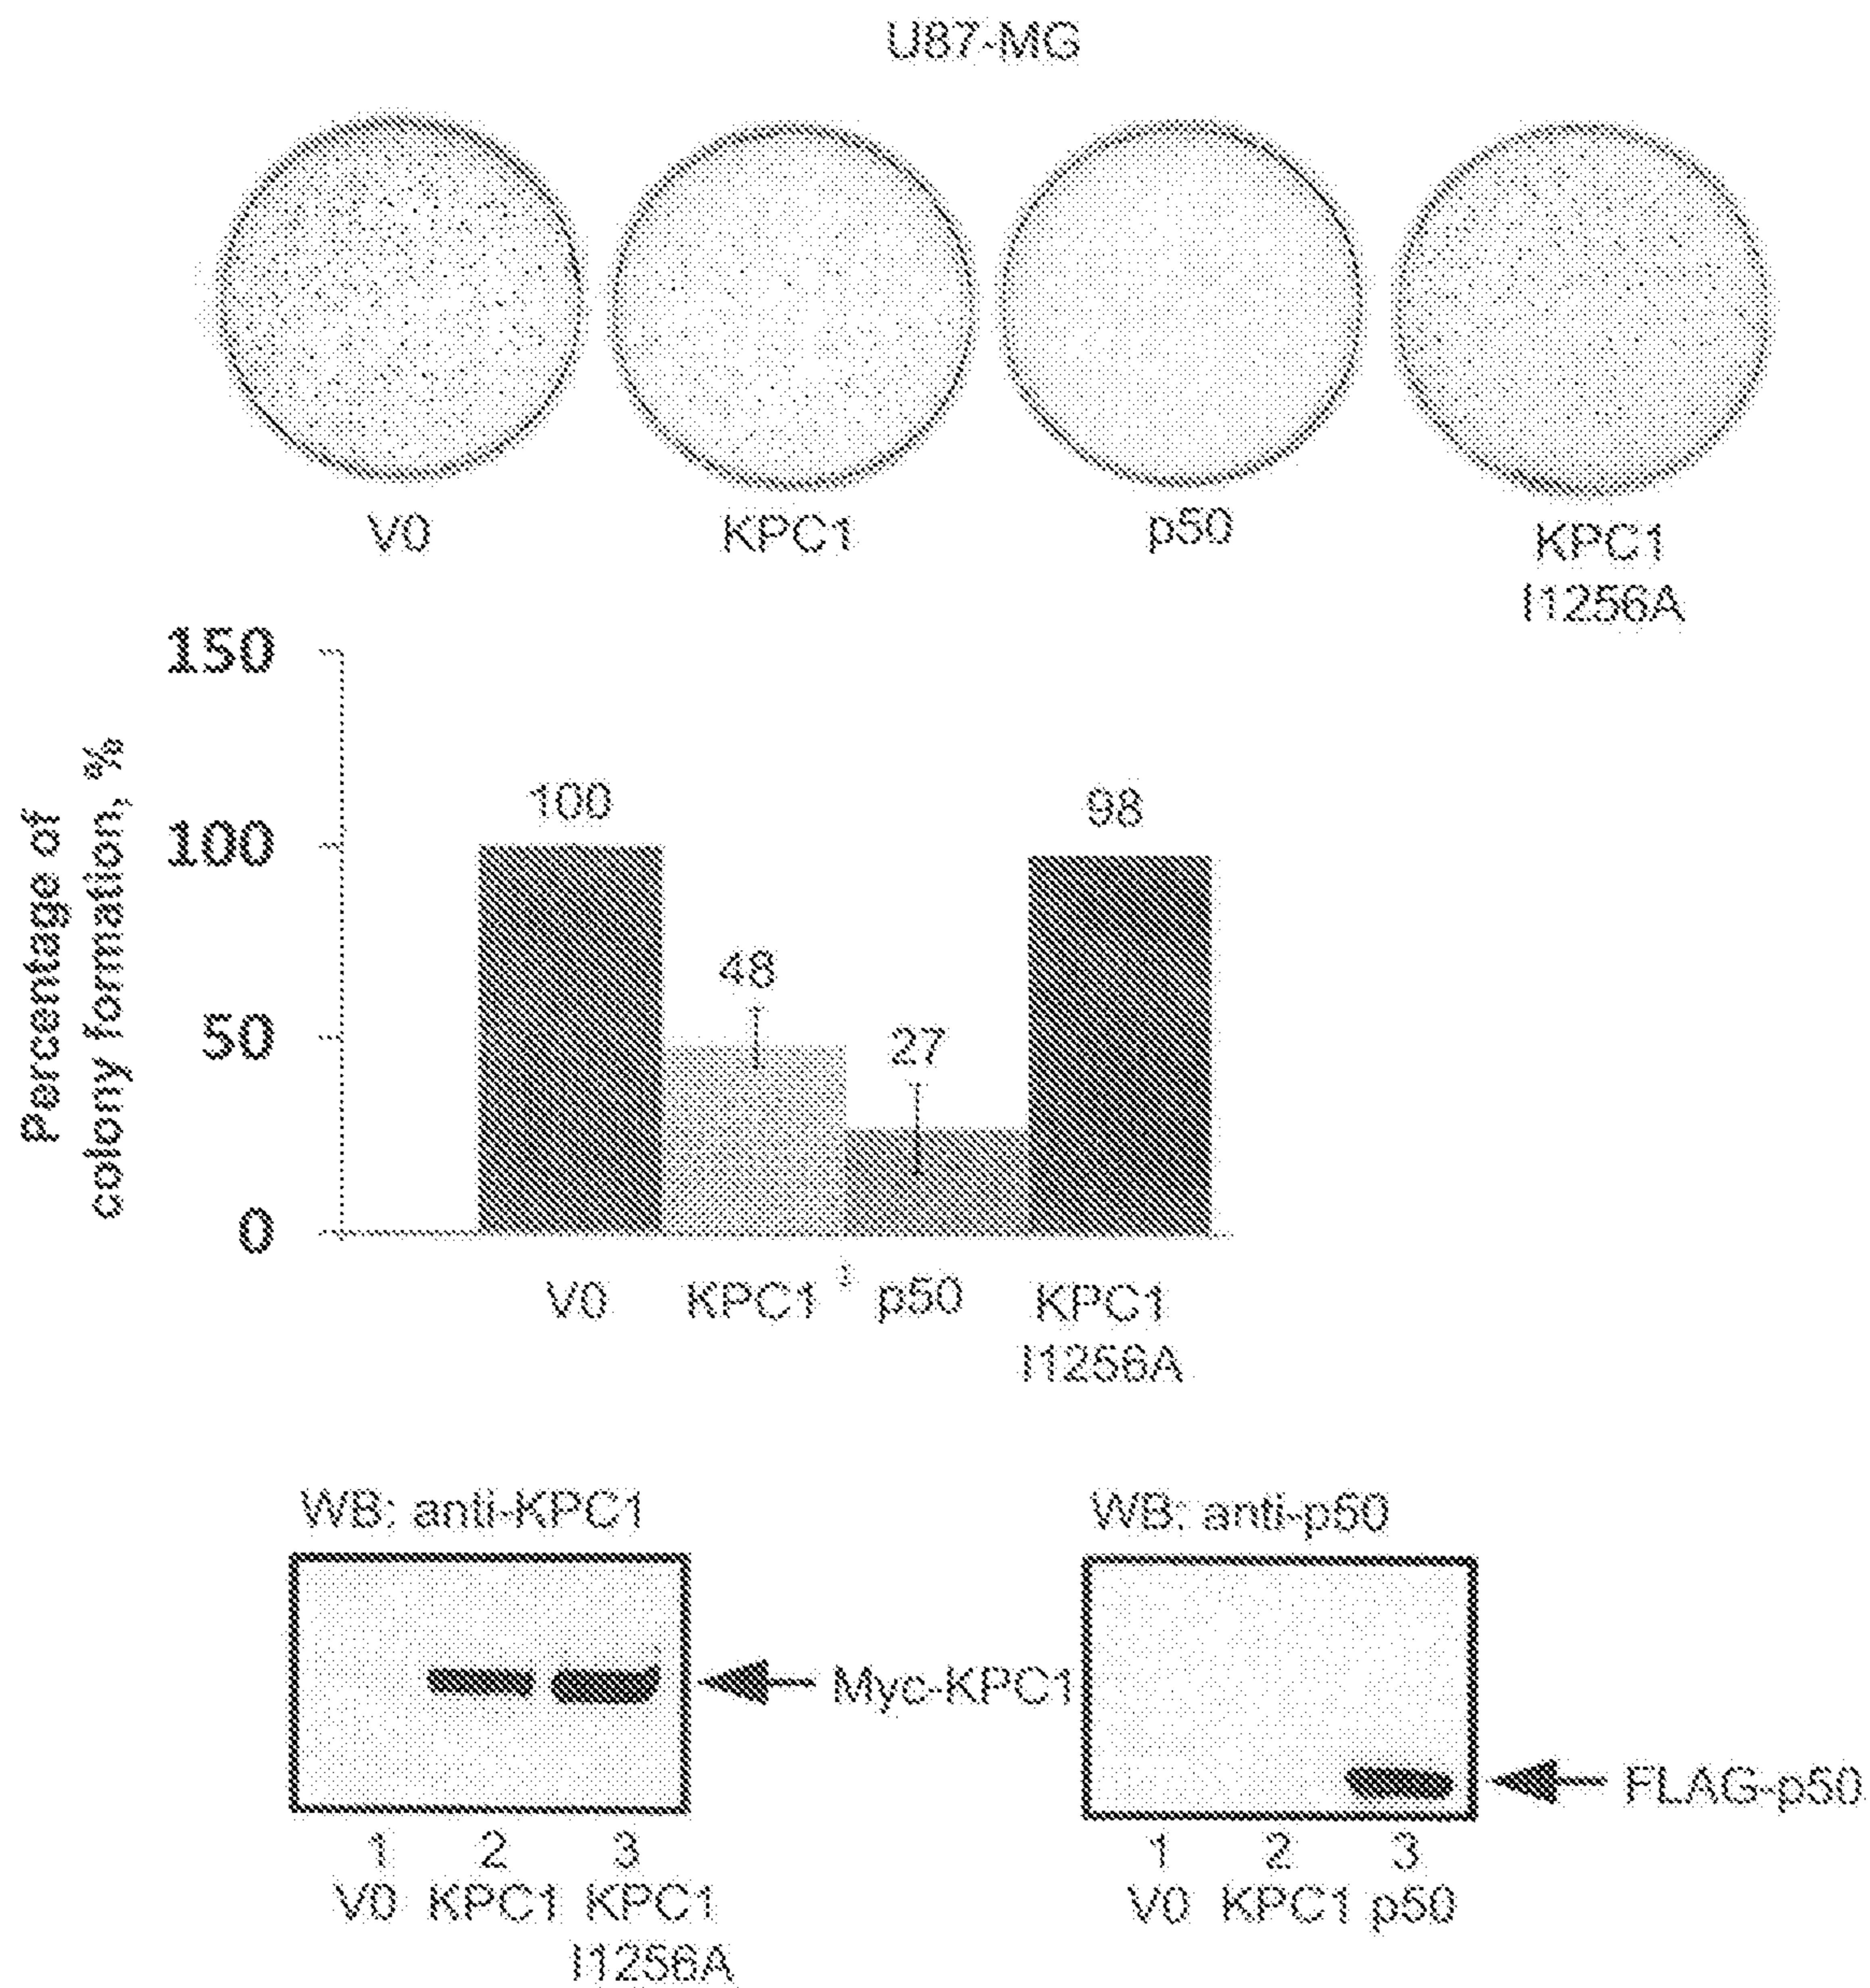 U87-MG
V0
KPC1
p50
KPC1
I1256A
Percentage of
colony formation, %
150
100
50
0
100
48
27
98
V0
KPC1
p50
KPC1
I1256A
WB: anti-KPC1
Myc-KPC1
1 2 3
V0 KPC1 KPC1
I1256A
WB: anti-p50
FLAG-p50
1 2 3
V0 KPC1 p50